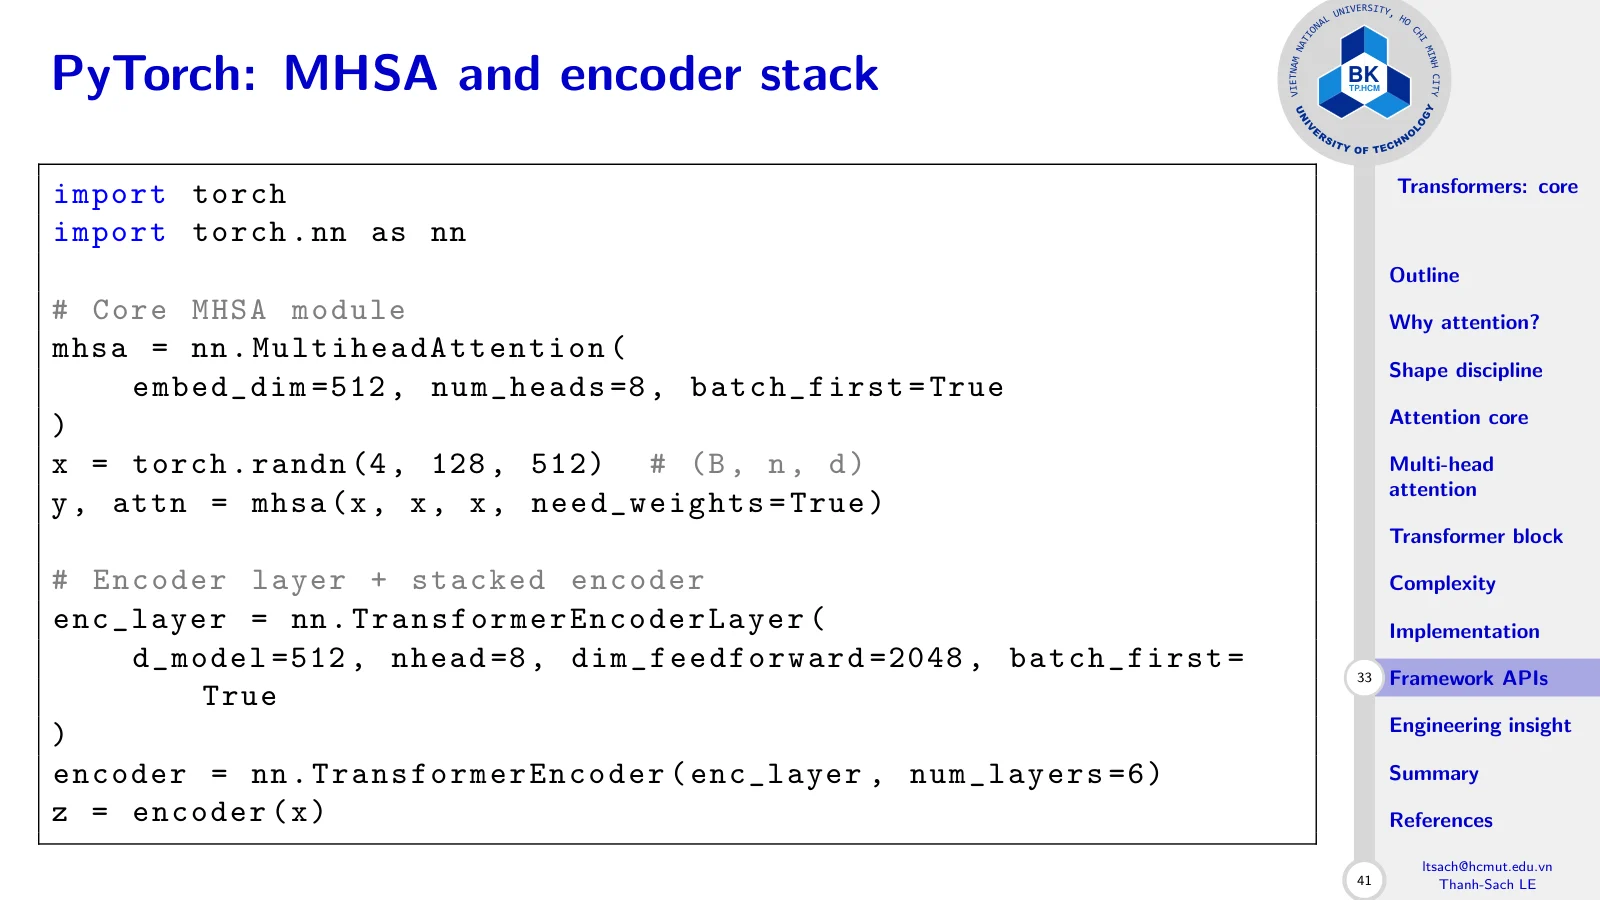 PyTorch: MHSA and encoder stack
import torch
import torch.nn as nn
# Core MHSA module
mhsa = nn.MultiheadAttention(
    embed_dim=512, num_heads=8, batch_first=True
)
x = torch.randn(4, 128, 512)  # (B, n, d)
y, attn = mhsa(x, x, x, need_weights=True)
# Encoder layer + stacked encoder
enc_layer = nn.TransformerEncoderLayer(
    d_model=512, nhead=8, dim_feedforward=2048, batch_first=
        True
)
encoder = nn.TransformerEncoder(enc_layer, num_layers=6)
z = encoder(x)
VIETNAM NATIONAL UNIVERSITY, HO CHI MINH CITY
BK
TP.HCM
UNIVERSITY OF TECHNOLOGY
Transformers: core
Outline
Why attention?
Shape discipline
Attention core
Multi-head
attention
Transformer block
Complexity
Implementation
33 Framework APIs
Engineering insight
Summary
References
41
ltsach@hcmut.edu.vn
Thanh-Sach LE